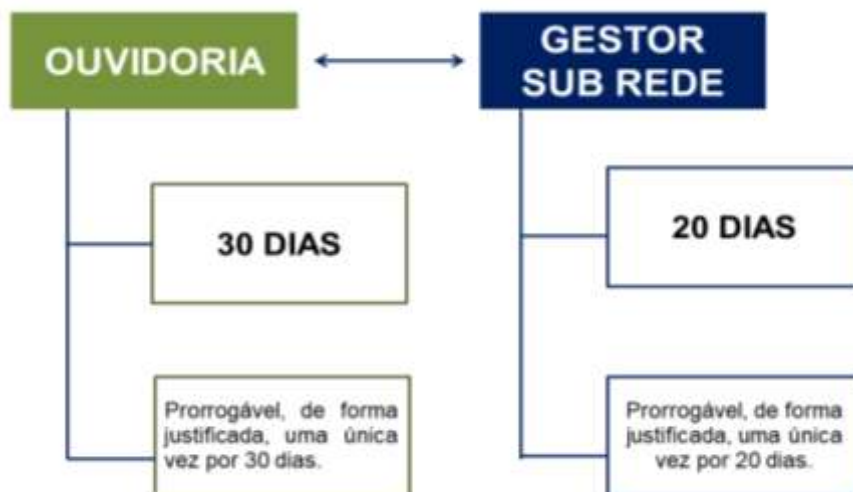 OUVIDORIA
GESTOR
SUB REDE
30 DIAS
20 DIAS
Prorrogável, de forma
justificada, uma única
vez por 30 dias.
Prorrogável, de forma
justificada, uma única
vez por 20 dias.